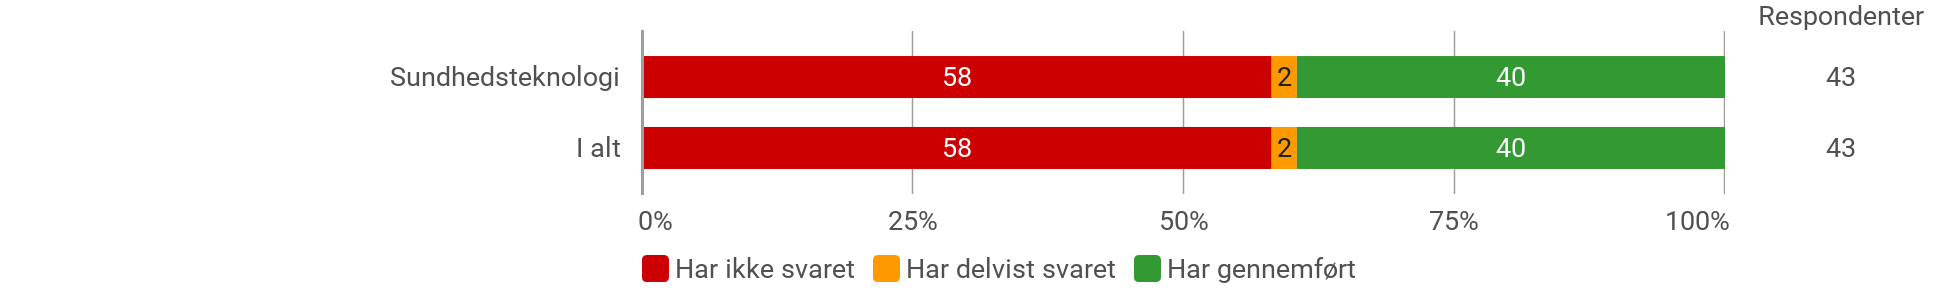 Respondenter
Sundhedsteknologi 58 2 40 43
I alt 58 2 40 43
0% 25% 50% 75% 100%
Har ikke svaret Har delvist svaret Har gennemført